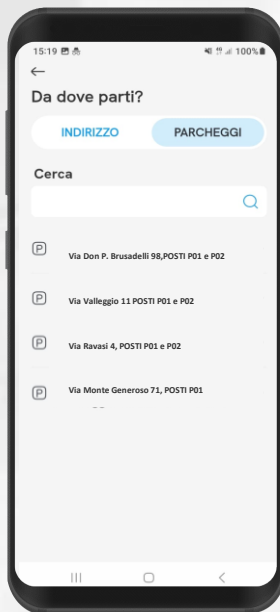 15:19 100%
Da dove parti?
INDIRIZZO PARCHEGGI
Cerca
P Via Don P. Brusadelli 98,POSTI P01 e P02
P Via Valleggio 11 POSTI P01 e P02
P Via Ravasi 4, POSTI P01 e P02
P Via Monte Generoso 71, POSTI P01